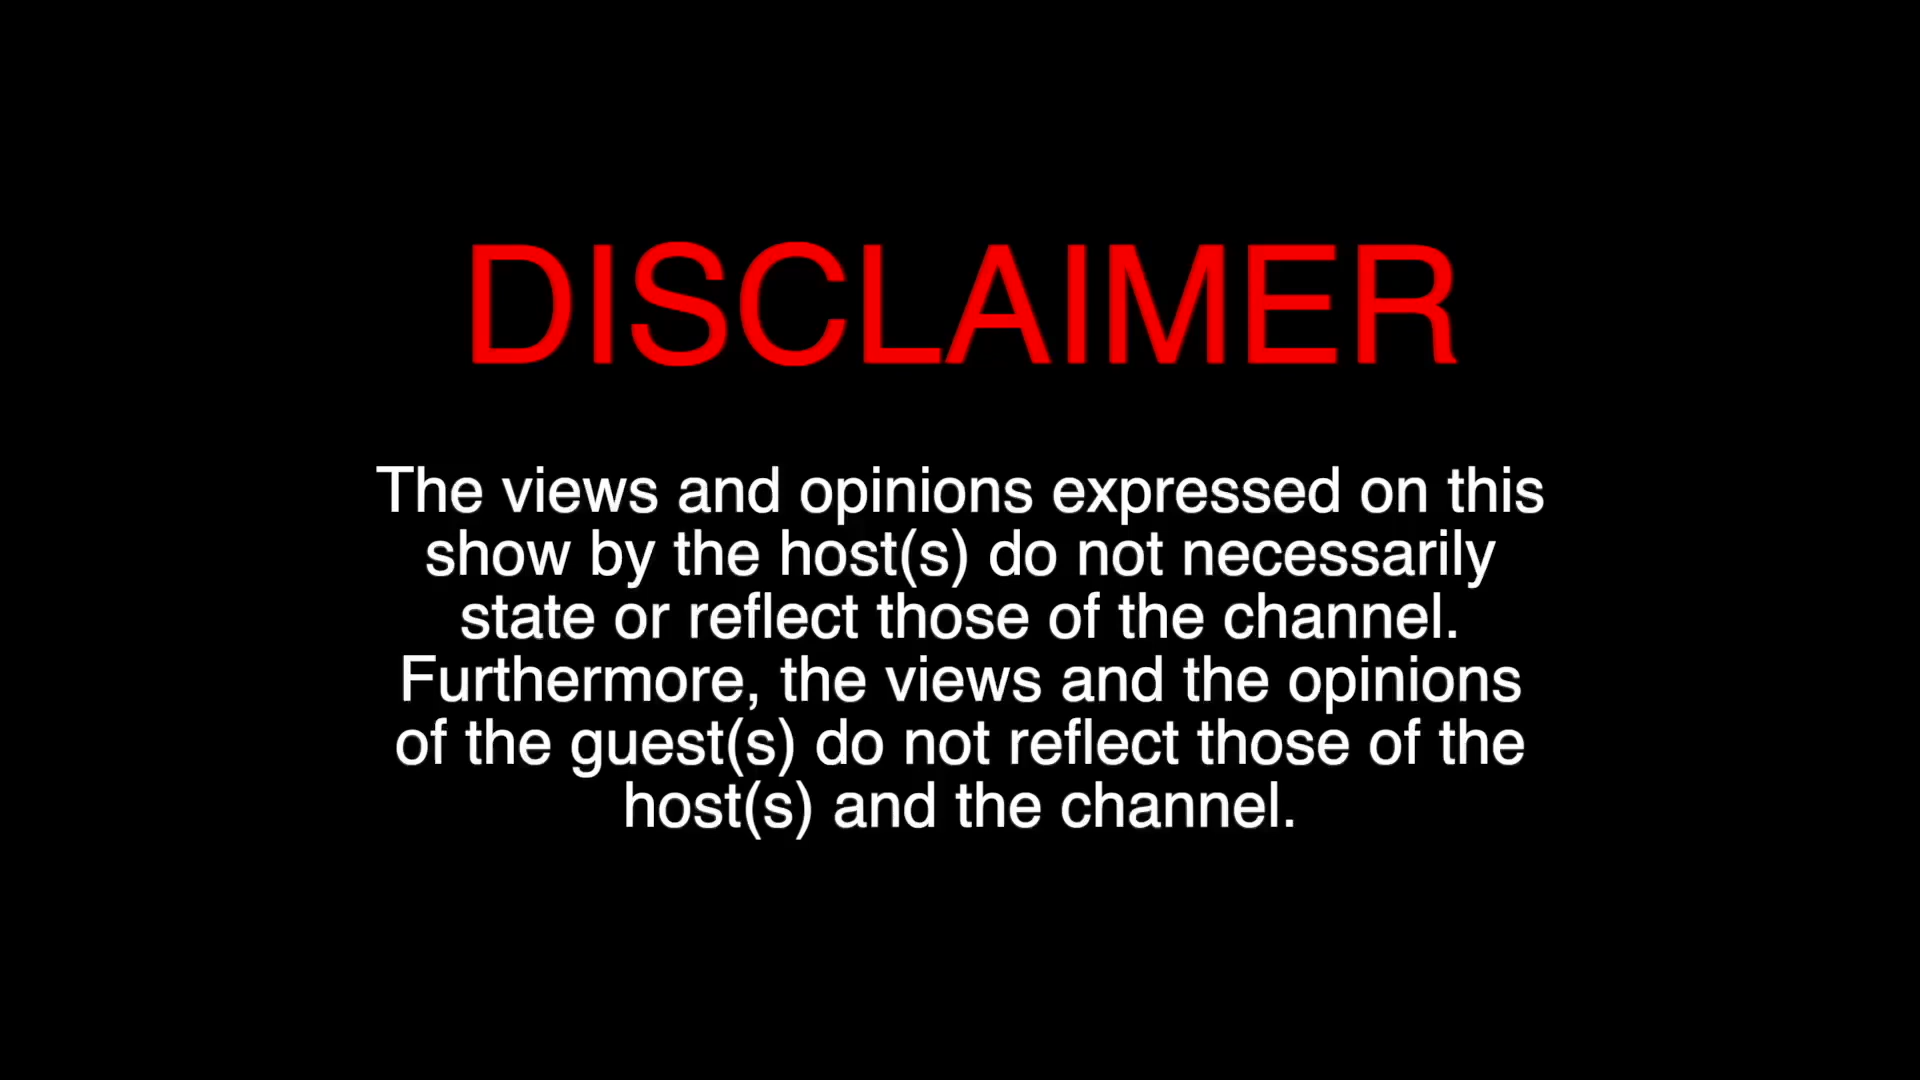 DISCLAIMER
The views and opinions expressed on this
show by the host(s) do not necessarily
state or reflect those of the channel.
Furthermore, the views and the opinions
of the guest(s) do not reflect those of the
host(s) and the channel.